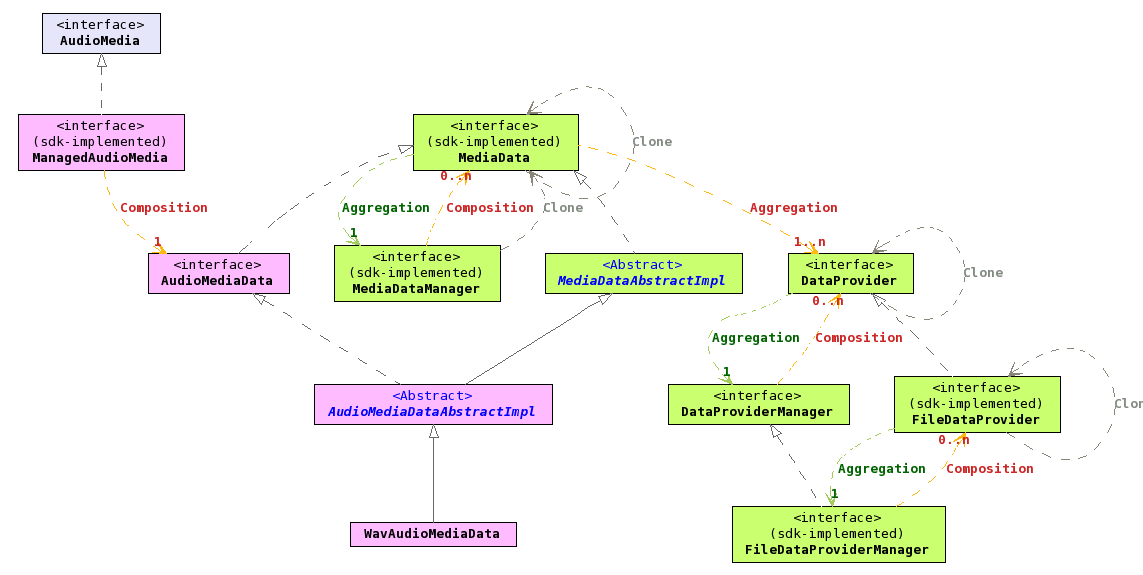 <interface>
AudioMedia
<interface>
(sdk-implemented)
ManagedAudioMedia
<interface>
(sdk-implemented)
MediaData
Clone
0..n
Composition
Aggregation
Composition
Clone
Aggregation
1
1
1..n
<interface>
AudioMediaData
<interface>
(sdk-implemented)
MediaDataManager
<Abstract>
MediaDataAbstractImpl
<interface>
DataProvider
Clone
0..n
Aggregation
Composition
1
<Abstract>
AudioMediaDataAbstractImpl
<interface>
DataProviderManager
<interface>
(sdk-implemented)
FileDataProvider
Clon
0..n
Aggregation
Composition
1
WavAudioMediaData
<interface>
(sdk-implemented)
FileDataProviderManager